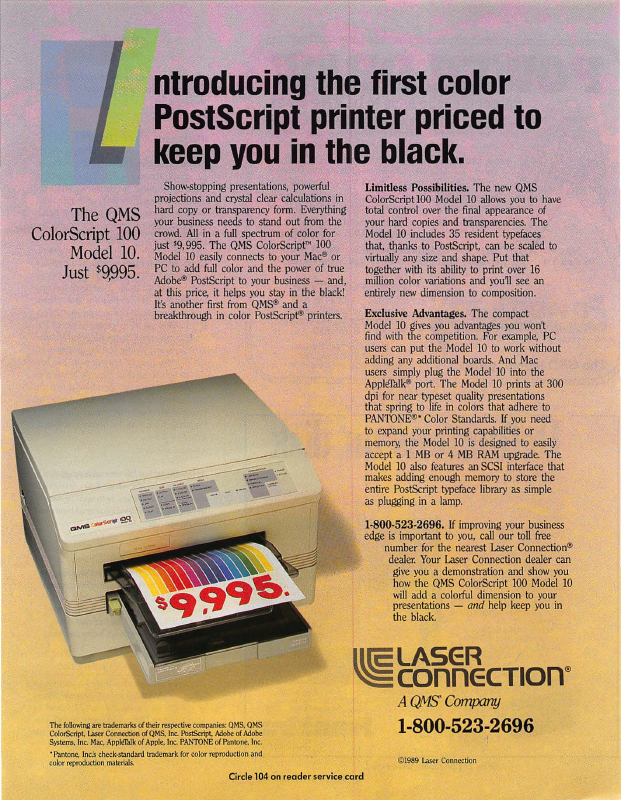 Introducing the first color
PostScript printer priced to
keep you in the black.
The QMS
ColorScript 100
Model 10.
Just $9,995.
Show-stopping presentations, powerful
projections and crystal clear calculations in
hard copy or transparency form. Everything
your business needs to stand out from the
crowd. All in a full spectrum of color for
just $9,995. The QMS ColorScript™ 100
Model 10 easily connects to your Mac® or
PC to add full color and the power of true
Adobe® PostScript to your business — and,
at this price, it helps you stay in the black!
It's another first from QMS® and a
breakthrough in color PostScript® printers.
Limitless Possibilities. The new QMS
ColorScript 100 Model 10 allows you to have
total control over the final appearance of
your hard copies and transparencies. The
Model 10 includes 35 resident typefaces
that, thanks to PostScript, can be scaled to
virtually any size and shape. Put that
together with its ability to print over 16
million color variations and you'll see an
entirely new dimension to composition.
Exclusive Advantages. The compact
Model 10 gives you advantages you won't
find with the competition. For example, PC
users can put the Model 10 to work without
adding any additional boards. And Mac
users simply plug the Model 10 into the
AppleTalk® port. The Model 10 prints at 300
dpi for near typeset quality presentations
that spring to life in colors that adhere to
PANTONE®* Color Standards. If you need
to expand your printing capabilities or
memory, the Model 10 is designed to easily
accept a 1 MB or 4 MB RAM upgrade. The
Model 10 also features an SCSI interface that
makes adding enough memory to store the
entire PostScript typeface library as simple
as plugging in a lamp.
1-800-523-2696. If improving your business
edge is important to you, call our toll free
number for the nearest Laser Connection®
dealer. Your Laser Connection dealer can
give you a demonstration and show you
how the QMS ColorScript 100 Model 10
will add a colorful dimension to your
presentations — and help keep you in
the black.
QMS ColorScript 100
$9,995.
LASER
CONNECTION®
A QMS® Company
1-800-523-2696
The following are trademarks of their respective companies: QMS, QMS
ColorScript, Laser Connection of QMS, Inc. PostScript, Adobe of Adobe
Systems, Inc. Mac, AppleTalk of Apple, Inc. PANTONE of Pantone, Inc.
*Pantone, Inc.'s check-standard trademark for color reproduction and
color reproduction materials.
©1989 Laser Connection
Circle 104 on reader service card